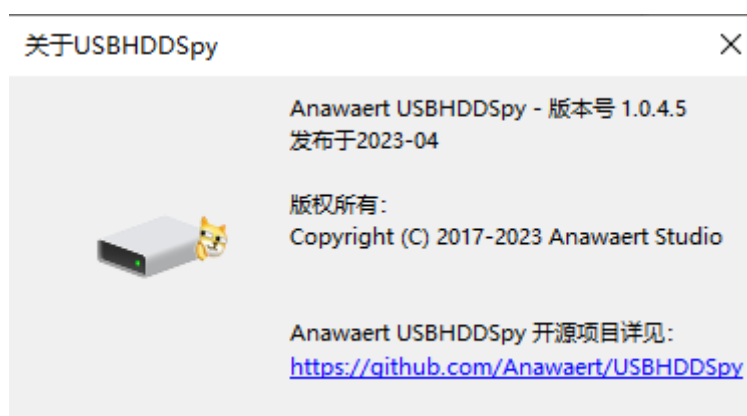 关于USBHDDSpy
Anawaert USBHDDSpy - 版本号 1.0.4.5
发布于2023-04
版权所有:
Copyright (C) 2017-2023 Anawaert Studio
Anawaert USBHDDSpy 开源项目详见:
https://github.com/Anawaert/USBHDDSpy